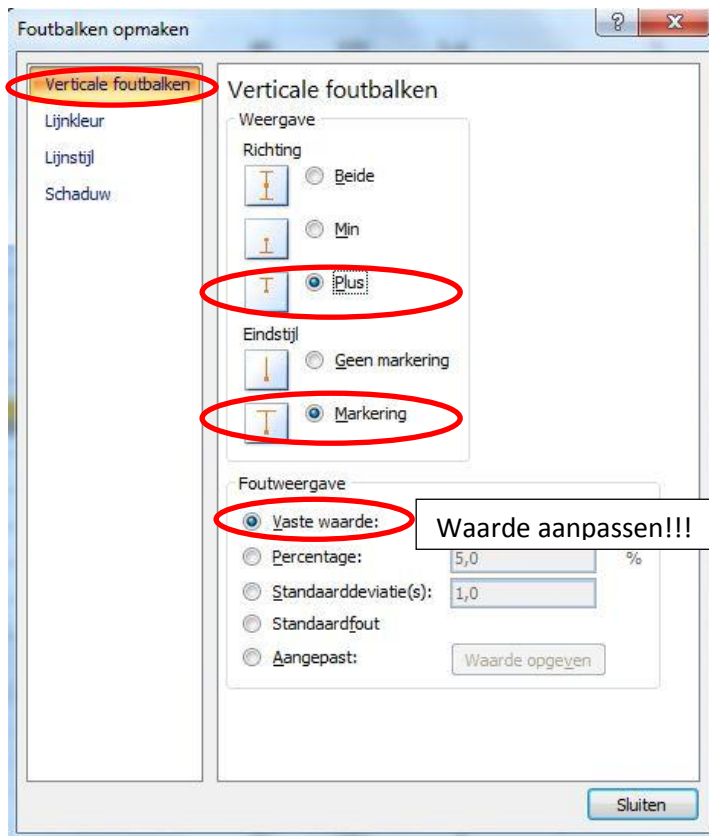 Foutbalken opmaken
Verticale foutbalken
Lijnkleur
Lijnstijl
Schaduw
Verticale foutbalken
Weergave
Richting
Beide
Min
Plus
Eindstijl
Geen markering
Markering
Foutweergave
Vaste waarde:
Waarde aanpassen!!!
Percentage: 5,0 %
Standaarddeviatie(s): 1,0
Standaardfout
Aangepast: Waarde opgeven
Sluiten